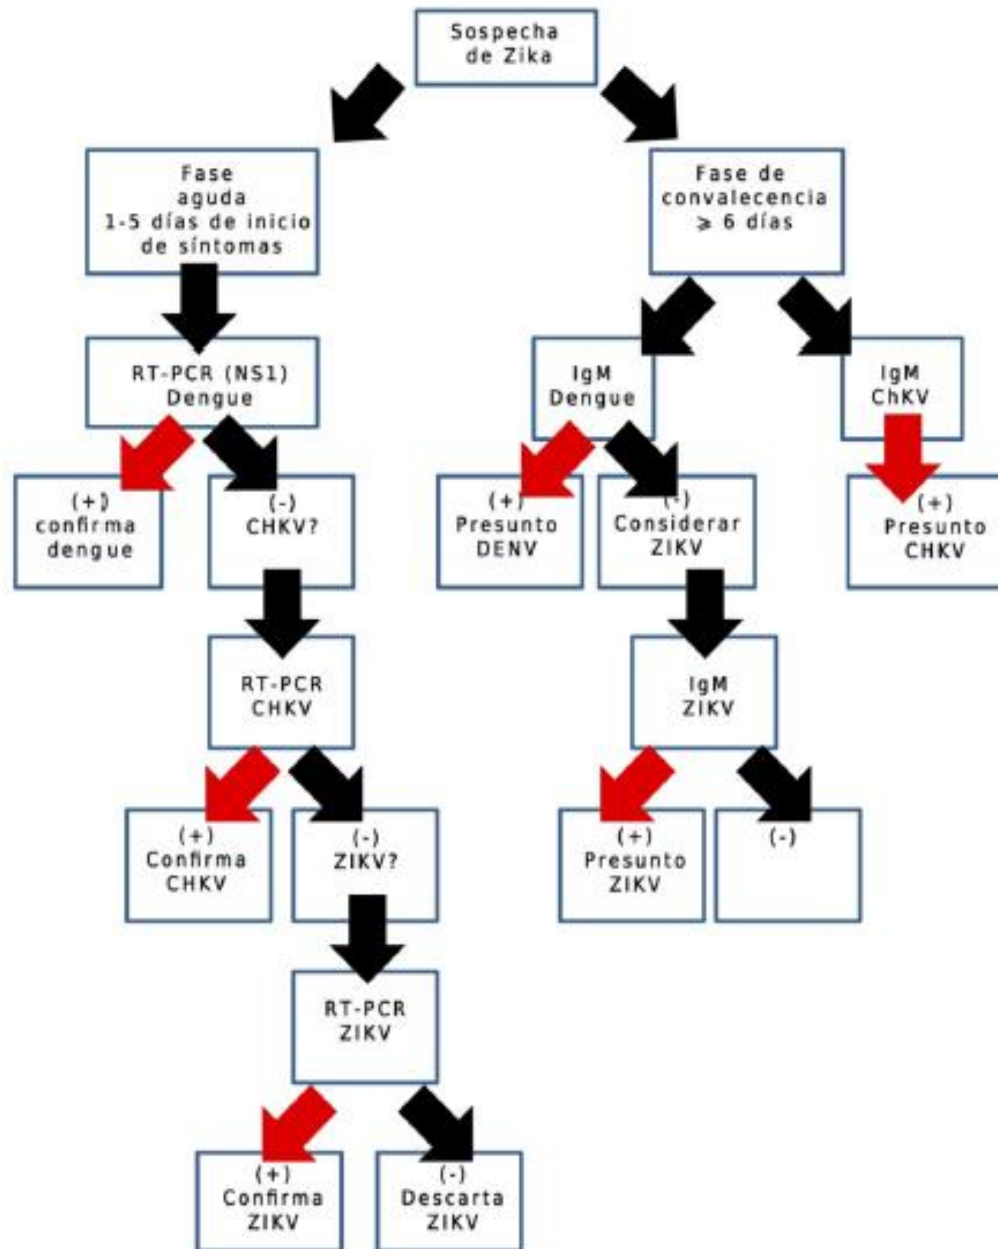 Sospecha
de Zika
Fase
aguda
1-5 días de inicio
de síntomas
Fase de
convalecencia
⩾ 6 días
RT-PCR (NS1)
Dengue
IgM
Dengue
IgM
ChKV
(+)
confirma
dengue
(-)
CHKV?
(+)
Presunto
DENV
(-)
Considerar
ZIKV
(+)
Presunto
CHKV
RT-PCR
CHKV
IgM
ZIKV
(+)
Confirma
CHKV
(-)
ZIKV?
(+)
Presunto
ZIKV
(-)
RT-PCR
ZIKV
(+)
Confirma
ZIKV
(-)
Descarta
ZIKV